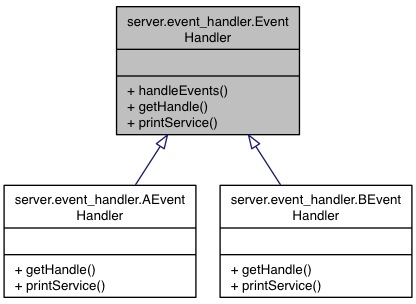 server.event_handler.Event
Handler
+ handleEvents()
+ getHandle()
+ printService()
server.event_handler.AEvent
Handler
+ getHandle()
+ printService()
server.event_handler.BEvent
Handler
+ getHandle()
+ printService()